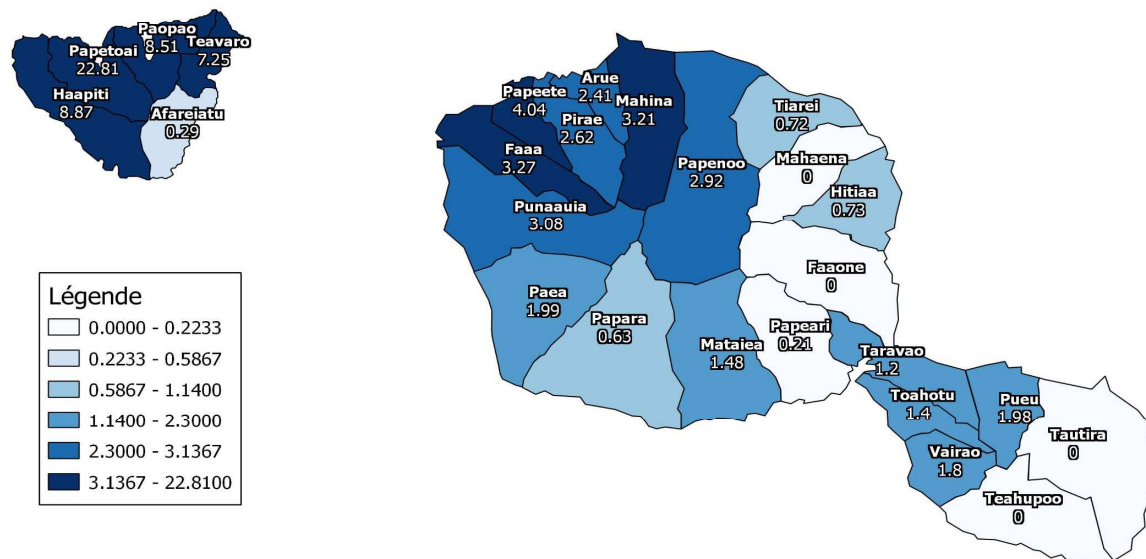 Paopao
8.51
Teavaro
7.25
Papetoai
22.81
Haapiti
8.87
Afareiatu
0.29
Arue
2.41
Papeete
4.04
Mahina
3.21
Pirae
2.62
Faaa
3.27
Tiarei
0.72
Mahaena
0
Papenoo
2.92
Hitiaa
0.73
Punaauia
3.08
Faaone
0
Paea
1.99
Papara
0.63
Mataiea
1.48
Papeari
0.21
Taravao
1.2
Toahotu
1.4
Pueu
1.98
Tautira
0
Vairao
1.8
Teahupoo
0
Légende
0.0000 - 0.2233
0.2233 - 0.5867
0.5867 - 1.1400
1.1400 - 2.3000
2.3000 - 3.1367
3.1367 - 22.8100